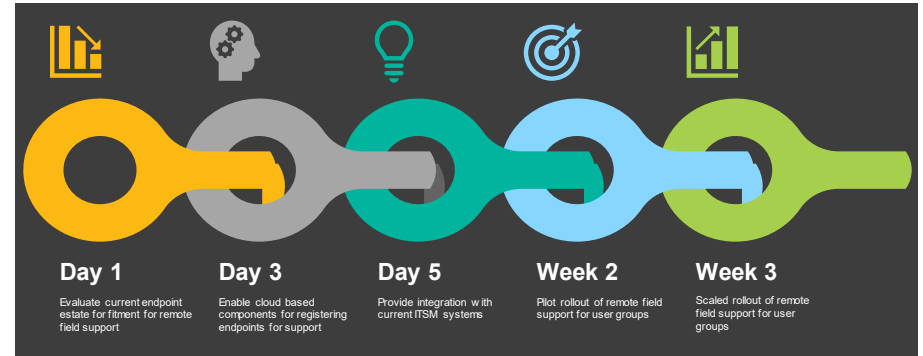 Day 1
Evaluate current endpoint
estate for fitment for remote
field support
Day 3
Enable cloud based
components for registering
endpoints for support
Day 5
Provide integration with
current ITSM systems
Week 2
Pilot rollout of remote field
support for user groups
Week 3
Scaled rollout of remote
field support for user
groups